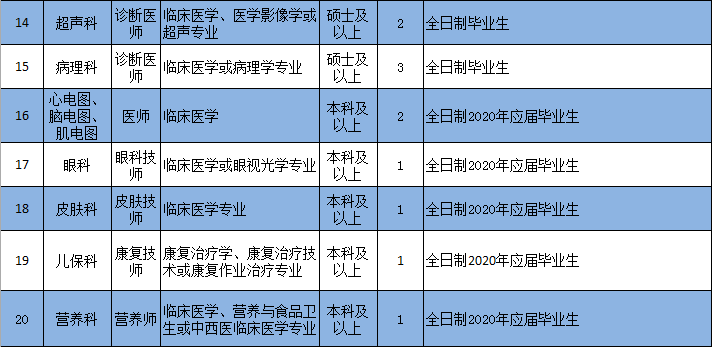 14 超声科 诊断医师 临床医学、医学影像学或超声专业 硕士及以上 2 全日制毕业生
15 病理科 诊断医师 临床医学或病理学专业 硕士及以上 3 全日制毕业生
16 心电图、脑电图、肌电图 医师 临床医学 本科及以上 2 全日制2020年应届毕业生
17 眼科 眼科技师 临床医学或眼视光学专业 本科及以上 1 全日制2020年应届毕业生
18 皮肤科 皮肤技师 临床医学专业 本科及以上 1 全日制2020年应届毕业生
19 儿保科 康复技师 康复治疗学、康复治疗技术或康复作业治疗专业 本科及以上 1 全日制2020年应届毕业生
20 营养科 营养师 临床医学、营养与食品卫生或中西医临床医学专业 本科及以上 1 全日制2020年应届毕业生